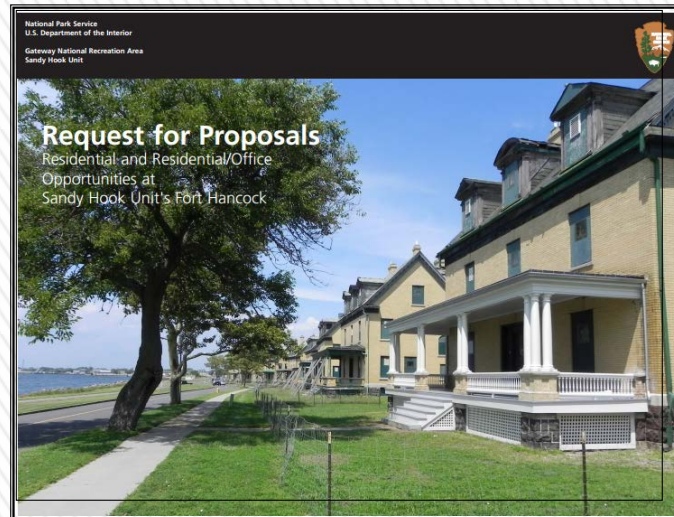 National Park Service
U.S. Department of the Interior
Gateway National Recreation Area
Sandy Hook Unit
Request for Proposals
Residential and Residential/Office
Opportunities at
Sandy Hook Unit's Fort Hancock